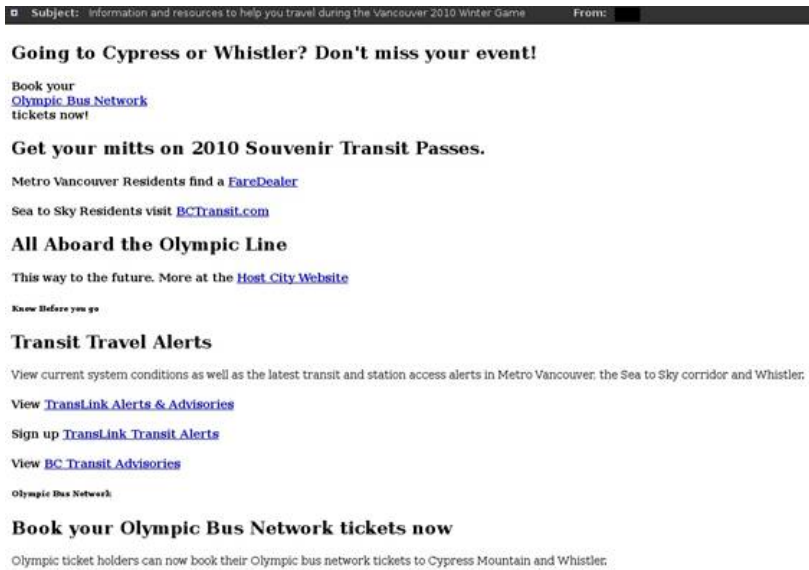 Subject: Information and resources to help you travel during the Vancouver 2010 Winter Game From:
Going to Cypress or Whistler? Don't miss your event!
Book your
Olympic Bus Network
tickets now!
Get your mitts on 2010 Souvenir Transit Passes.
Metro Vancouver Residents find a FareDealer
Sea to Sky Residents visit BCTransit.com
All Aboard the Olympic Line
This way to the future. More at the Host City Website
Know Before you go
Transit Travel Alerts
View current system conditions as well as the latest transit and station access alerts in Metro Vancouver, the Sea to Sky corridor and Whistler.
View TransLink Alerts & Advisories
Sign up TransLink Transit Alerts
View BC Transit Advisories
Olympic Bus Network
Book your Olympic Bus Network tickets now
Olympic ticket holders can now book their Olympic bus network tickets to Cypress Mountain and Whistler.